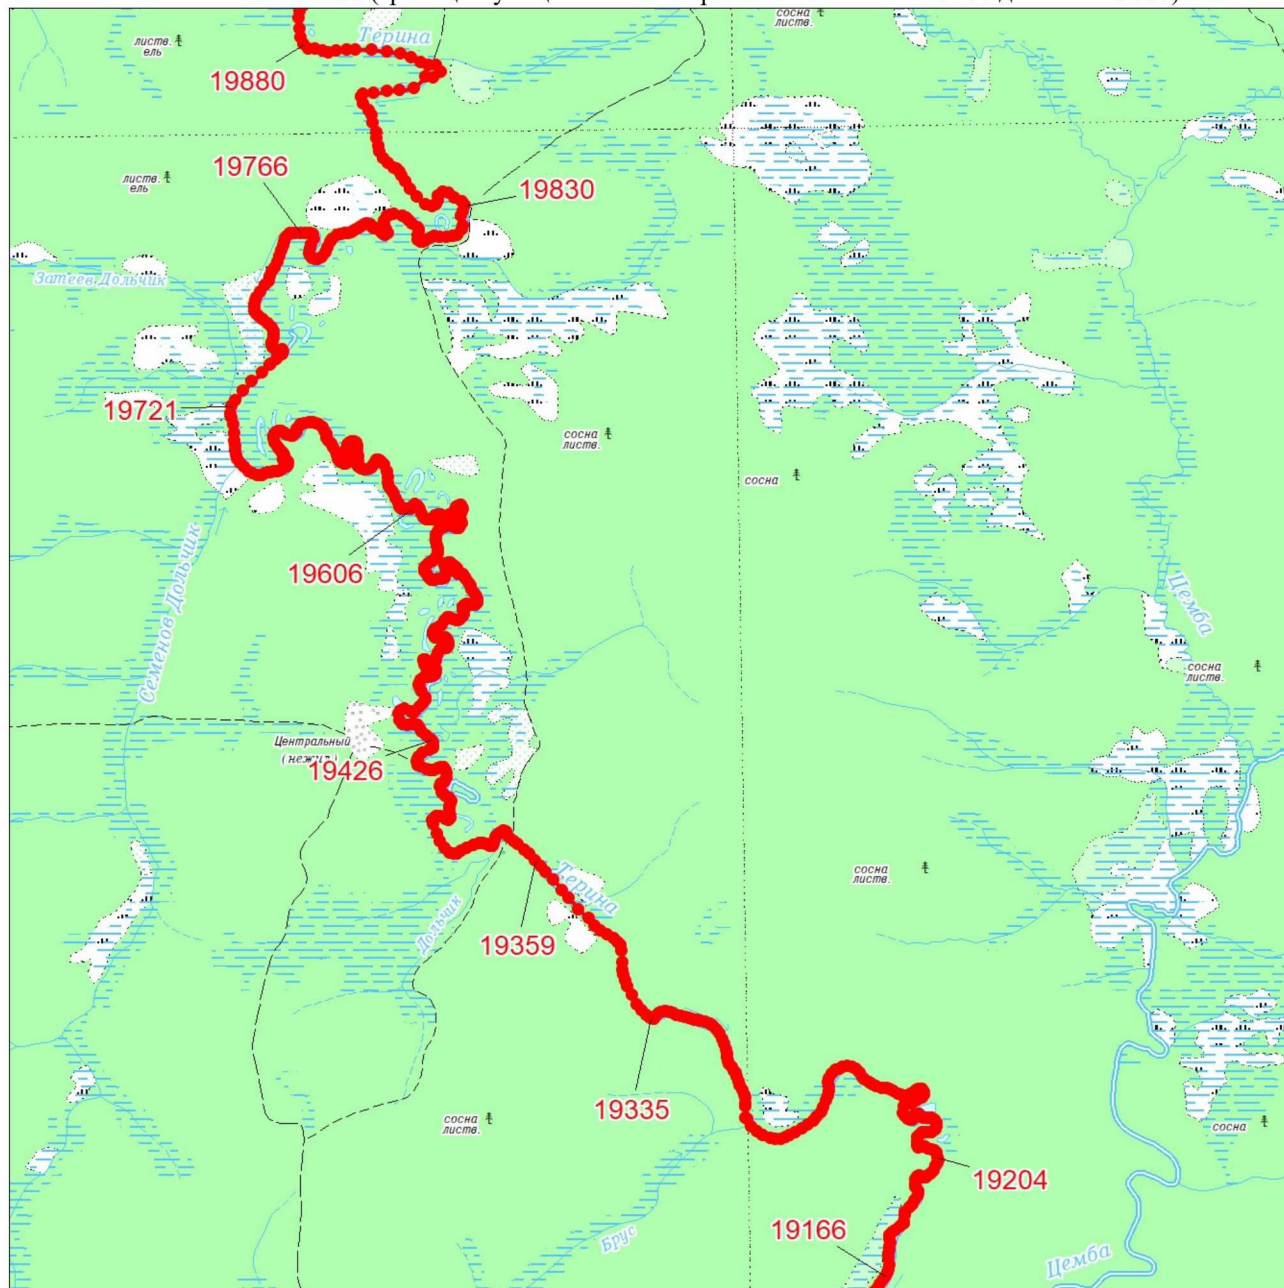 сосна
листв.
листв.
ель
Терина
19880
19766
листв.
ель
19830
Затеев Дольчик
19721
сосна
листв.
сосна
Семенов Дольчик
19606
Цемба
сосна
листв.
Центральный
(нежил.)
19426
Терина
сосна
листв.
Дольчик
19359
19335
сосна
листв.
сосна
19204
19166
Брус
Цемба